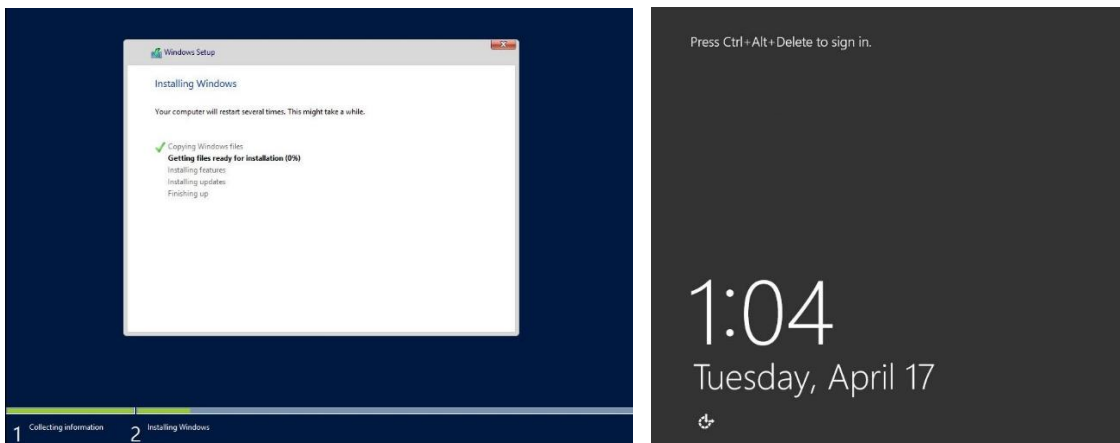 Windows Setup
Installing Windows
Your computer will restart several times. This might take a while.
Copying Windows files
Getting files ready for installation (0%)
Installing features
Installing updates
Finishing up
1 Collecting information
2 Installing Windows
Press Ctrl+Alt+Delete to sign in.
1:04
Tuesday, April 17